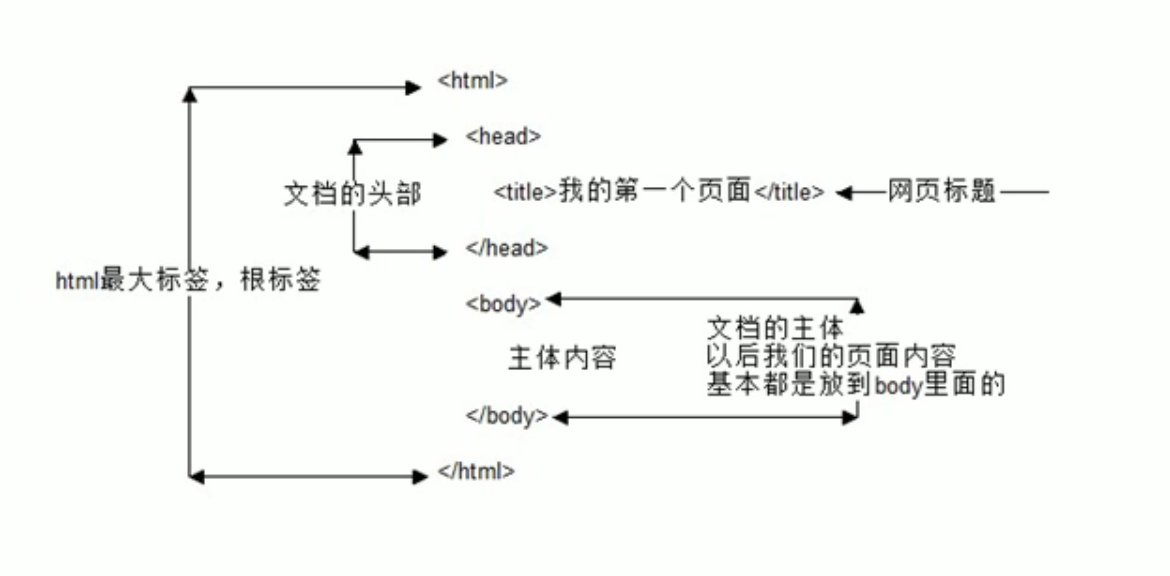 <html>
<head>
文档的头部
<title>我的第一个页面</title>
网页标题
</head>
html最大标签，根标签
<body>
文档的主体
主体内容
以后我们的页面内容
基本都是放到body里面的
</body>
</html>